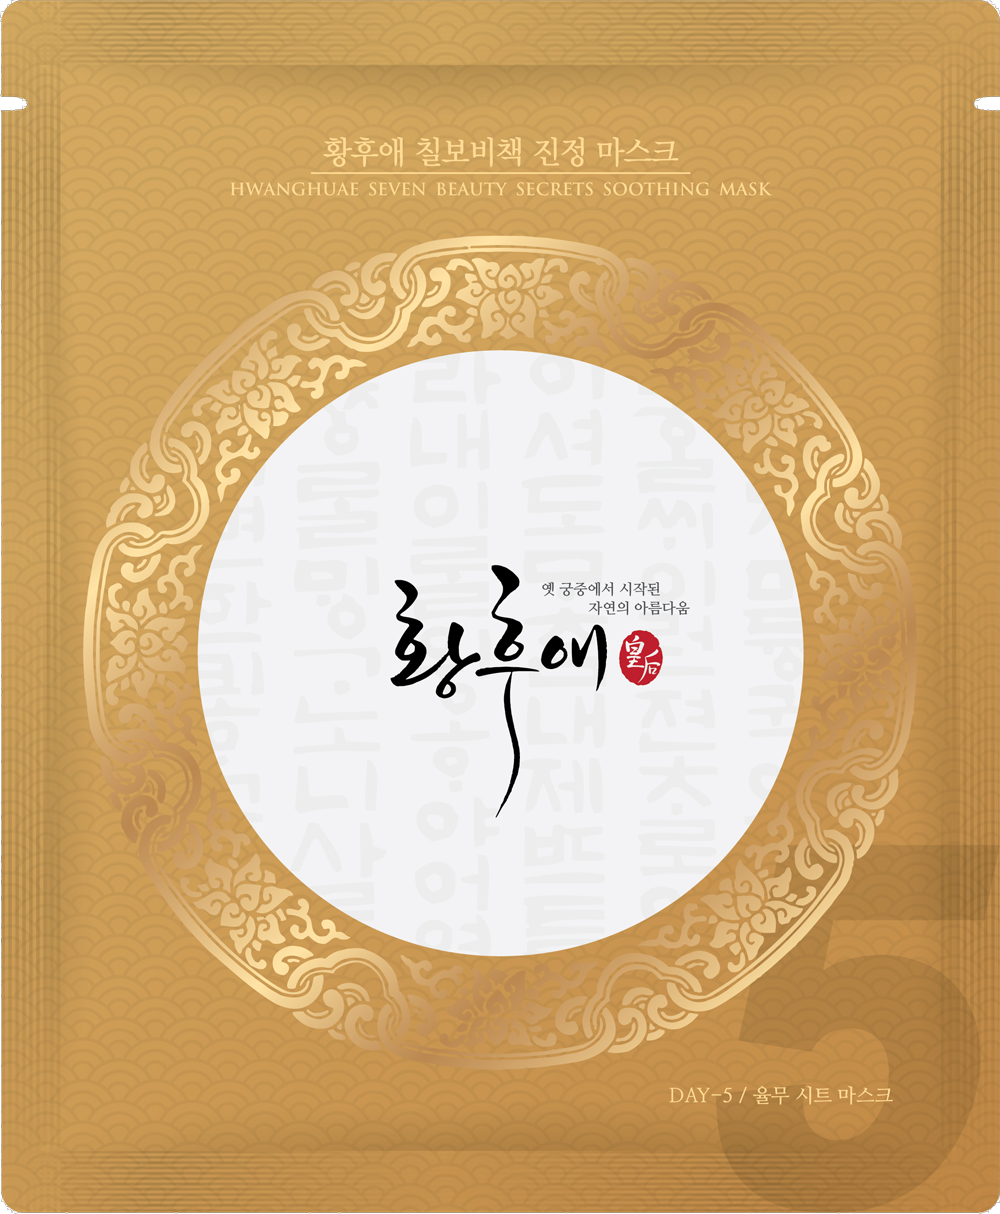 황후애 칠보비책 진정 마스크
HWANGHUAE SEVEN BEAUTY SECRETS SOOTHING MASK
옛 궁중에서 시작된
자연의 아름다움
황후애
皇后
5
DAY-5 / 율무 시트 마스크